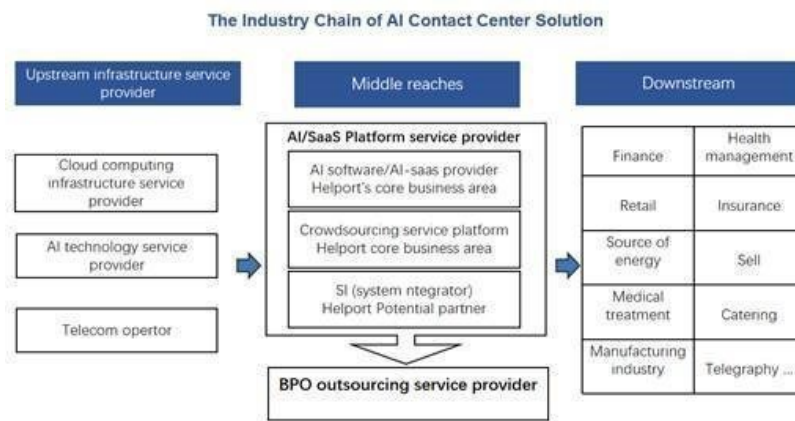 The Industry Chain of AI Contact Center Solution
Upstream infrastructure service
provider
Middle reaches
Downstream
Cloud computing
infrastructure service
provider
AI technology service
provider
Telecom opertor
AI/SaaS Platform service provider
AI software/AI-saas provider
Helport's core business area
Crowdsourcing service platform
Helport core business area
SI (system ntegrator)
Helport Potential partner
BPO outsourcing service provider
Finance
Health
management
Retail
Insurance
Source of
energy
Sell
Medical
treatment
Catering
Manufacturing
industry
Telegraphy ...